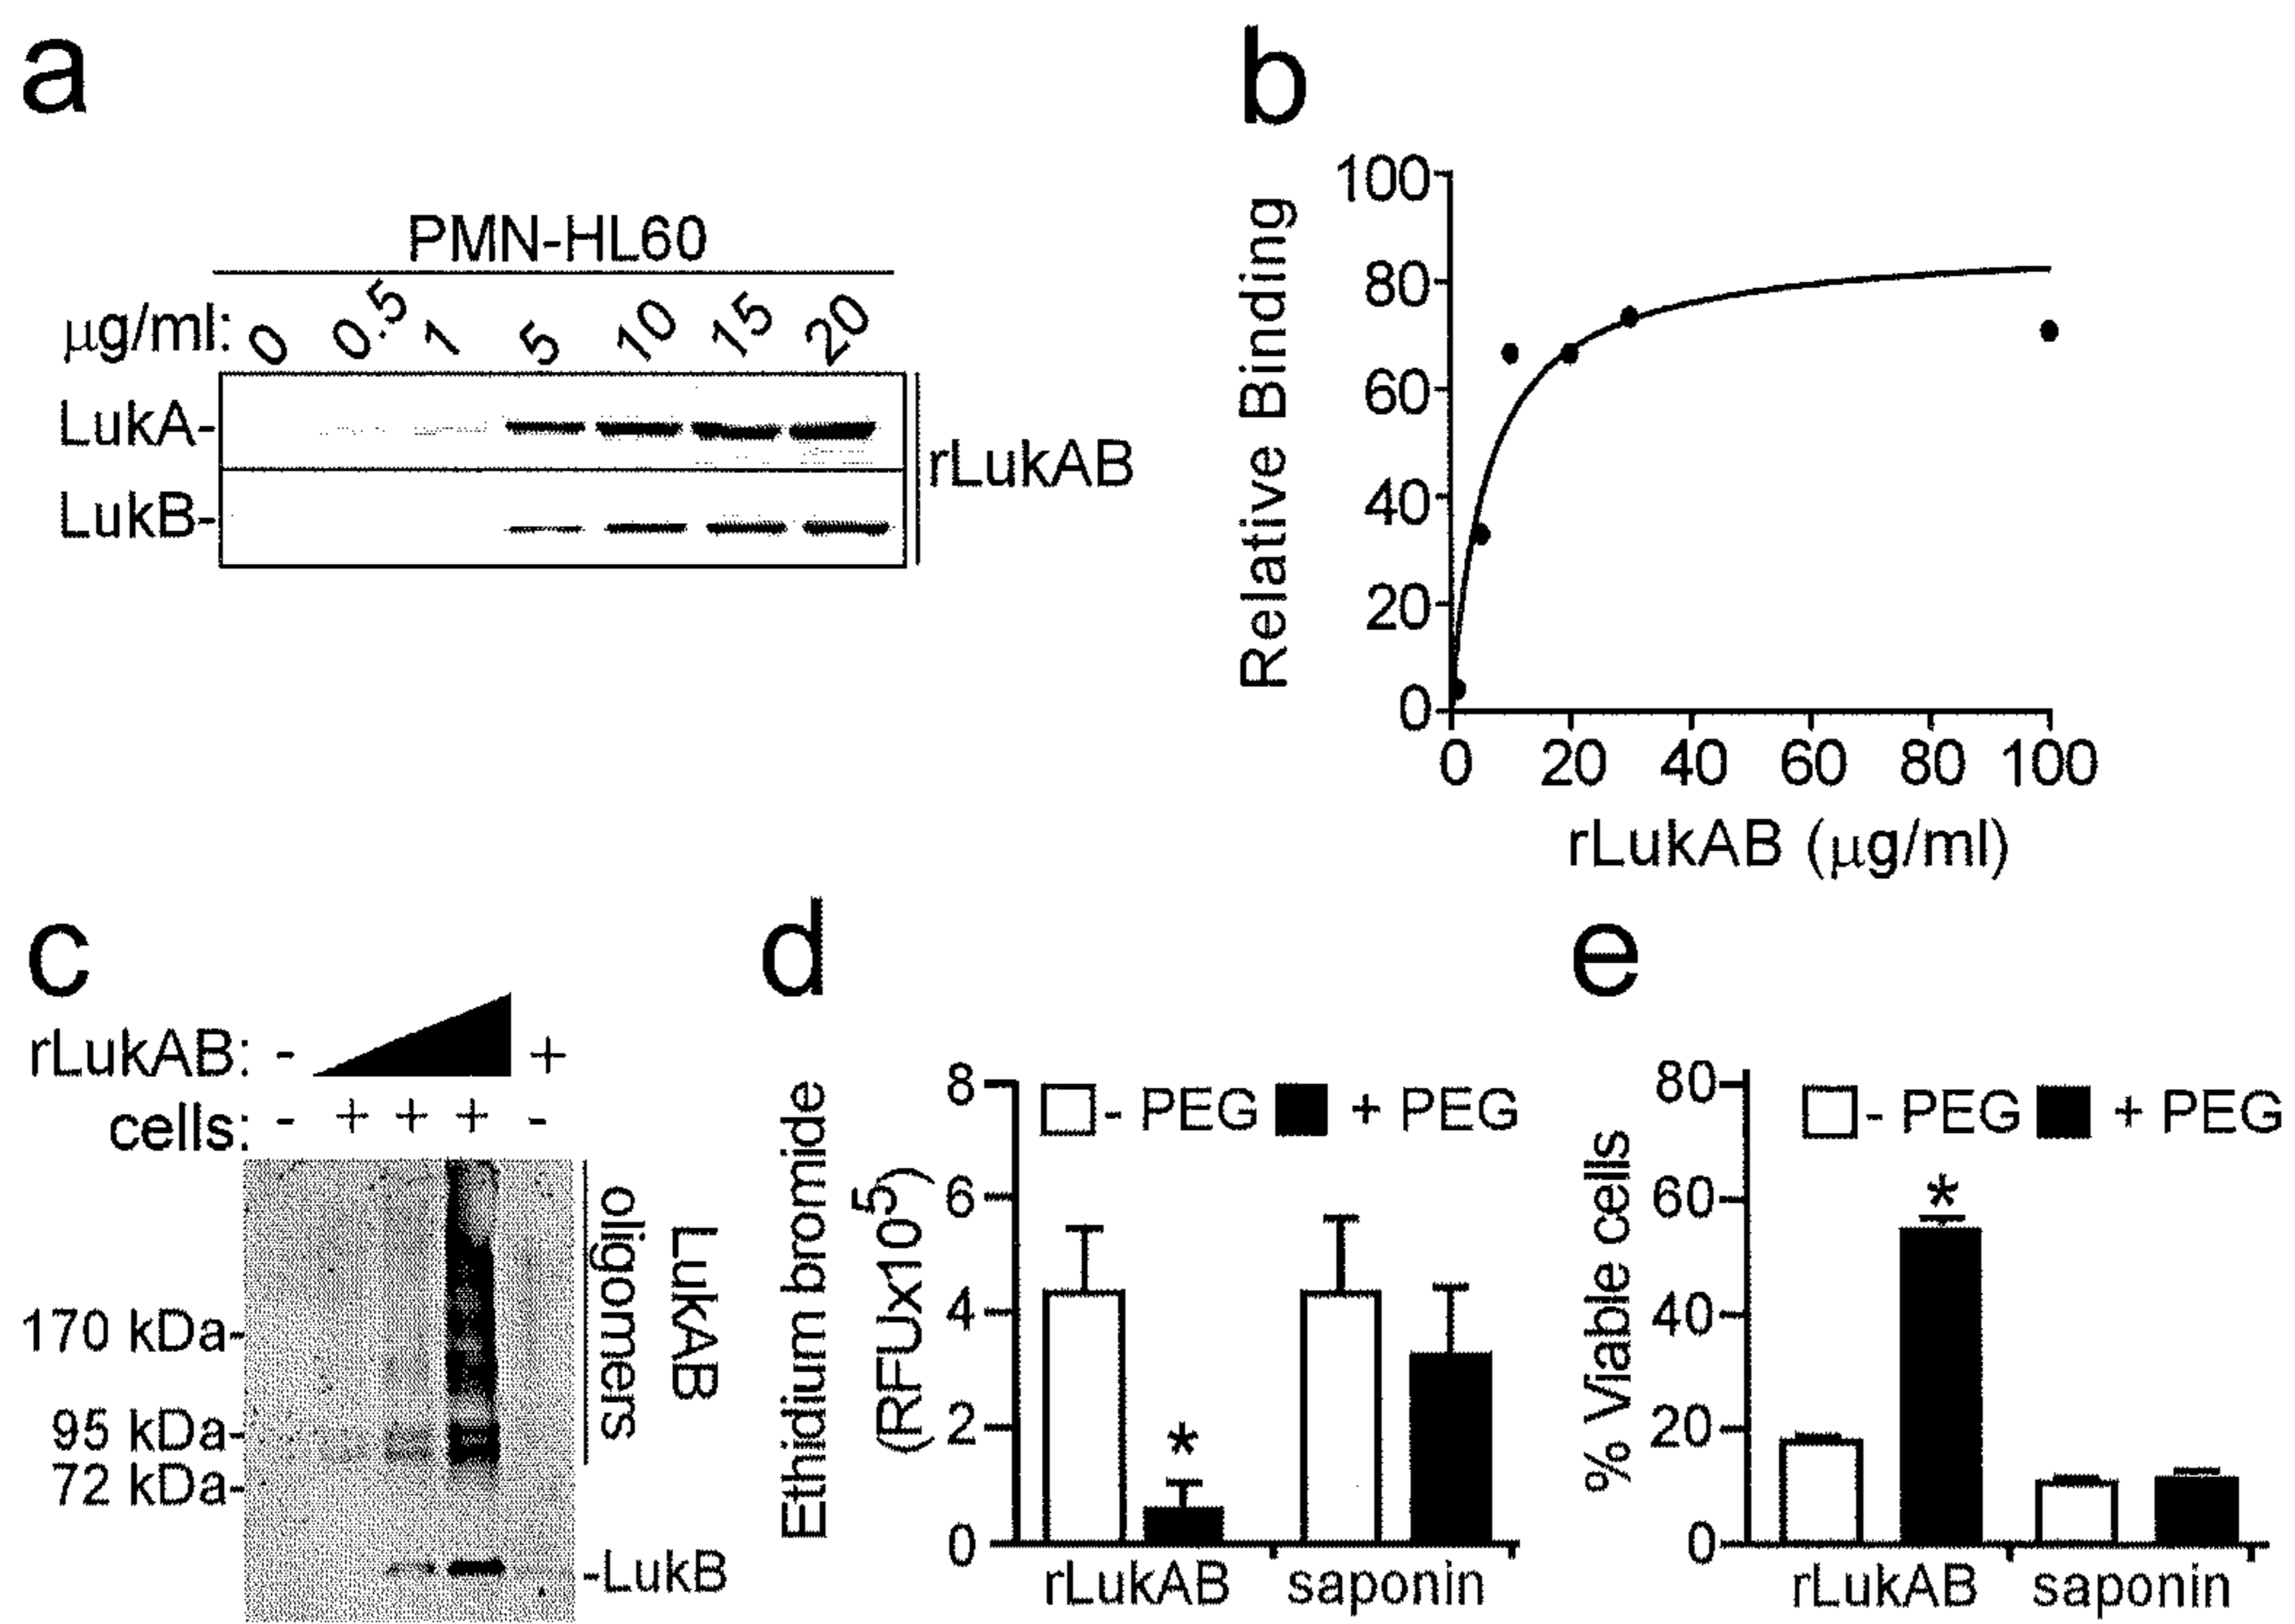 a
PMN-HL60
μg/ml: 0 0.5 1 5 10 15 20
LukA-
LukB-
rLukAB
b
Relative Binding
100
80
60
40
20
0
0 20 40 60 80 100
rLukAB (μg/ml)
c
rLukAB: - +
cells: - + + + -
170 kDa-
95 kDa-
72 kDa-
-LukB
LukAB
oligomers
d
Ethidium bromide
(RFUx10⁵)
8
6
4
2
0
- PEG + PEG
*
rLukAB saponin
e
% Viable cells
80
60
40
20
0
- PEG + PEG
*
rLukAB saponin